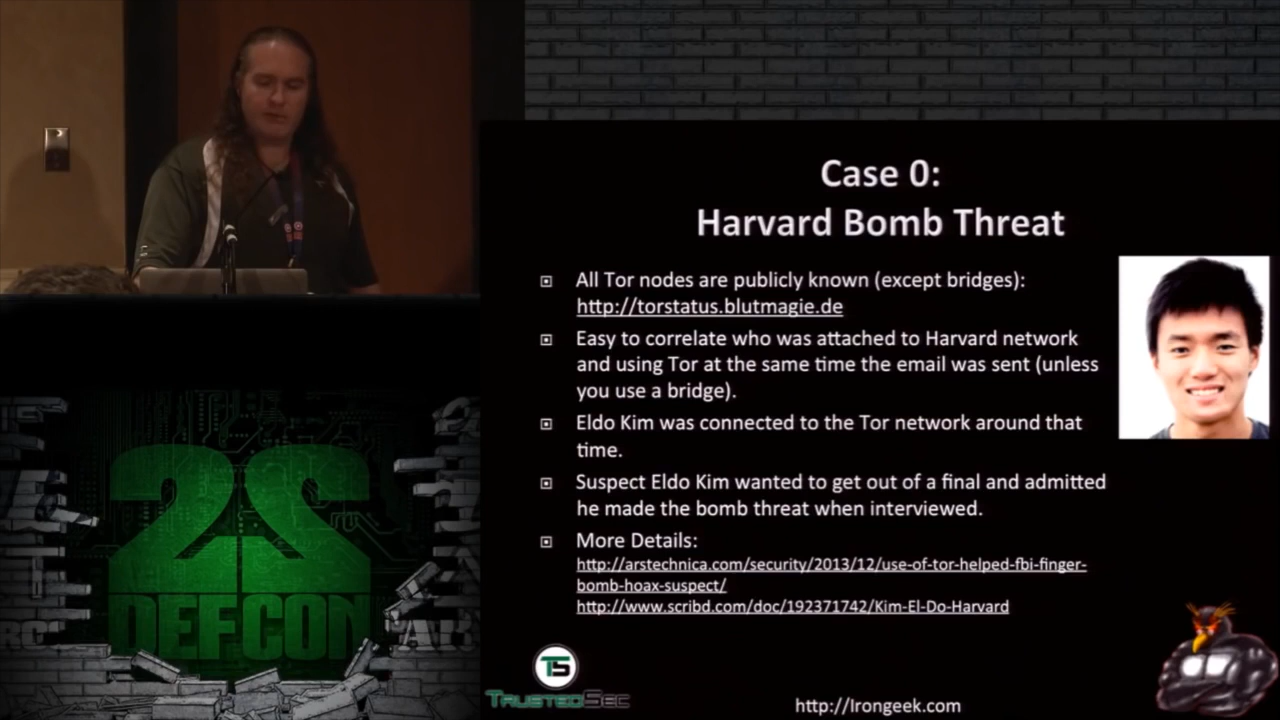 Case 0:
Harvard Bomb Threat
All Tor nodes are publicly known (except bridges):
http://torstatus.blutmagie.de
Easy to correlate who was attached to Harvard network
and using Tor at the same time the email was sent (unless
you use a bridge).
Eldo Kim was connected to the Tor network around that
time.
Suspect Eldo Kim wanted to get out of a final and admitted
he made the bomb threat when interviewed.
More Details:
http://arstechnica.com/security/2013/12/use-of-tor-helped-fbi-finger-
bomb-hoax-suspect/
http://www.scribd.com/doc/192371742/Kim-El-Do-Harvard
22
DEFCON
TS
TRUSTEDSEC
http://Irongeek.com